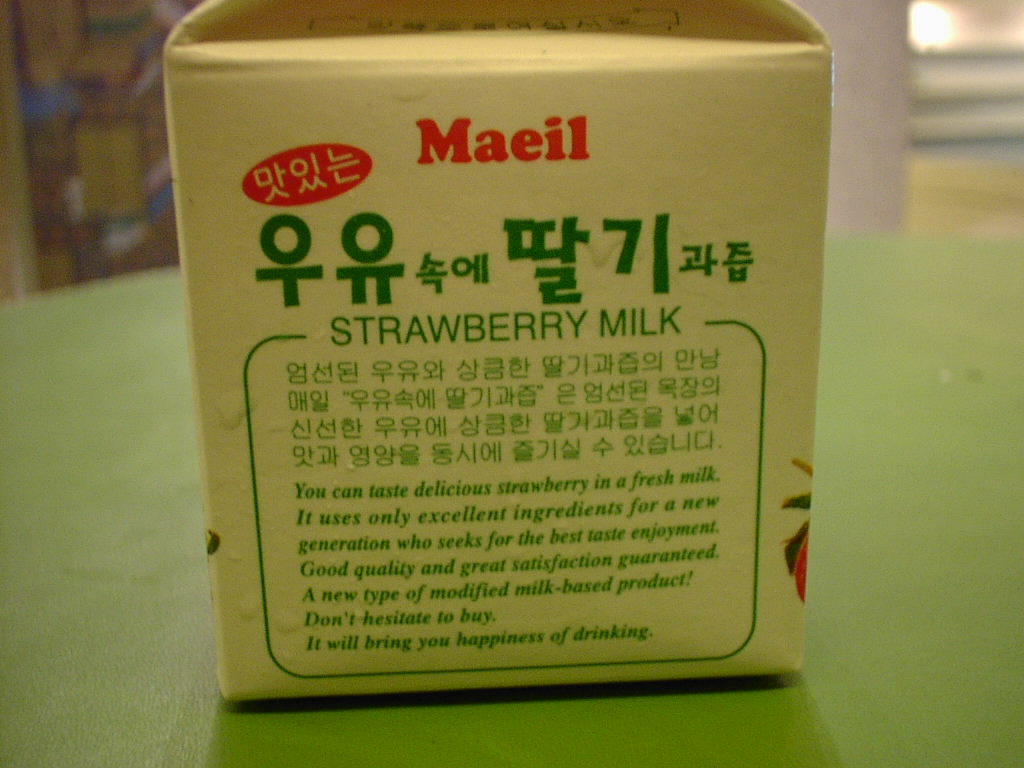 Maeil
맛있는
우유 속에 딸기 과즙
STRAWBERRY MILK
엄선된 우유와 상큼한 딸기과즙의 만남
매일 "우유속에 딸기과즙" 은 엄선된 목장의
신선한 우유에 상큼한 딸기과즙을 넣어
맛과 영양을 동시에 즐기실 수 있습니다.
You can taste delicious strawberry in a fresh milk.
It uses only excellent ingredients for a new
generation who seeks for the best taste enjoyment.
Good quality and great satisfaction guaranteed.
A new type of modified milk-based product!
Don't hesitate to buy.
It will bring you happiness of drinking.